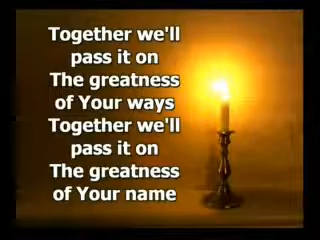 Together we'll
pass it on
The greatness
of Your ways
Together we'll
pass it on
The greatness
of Your name